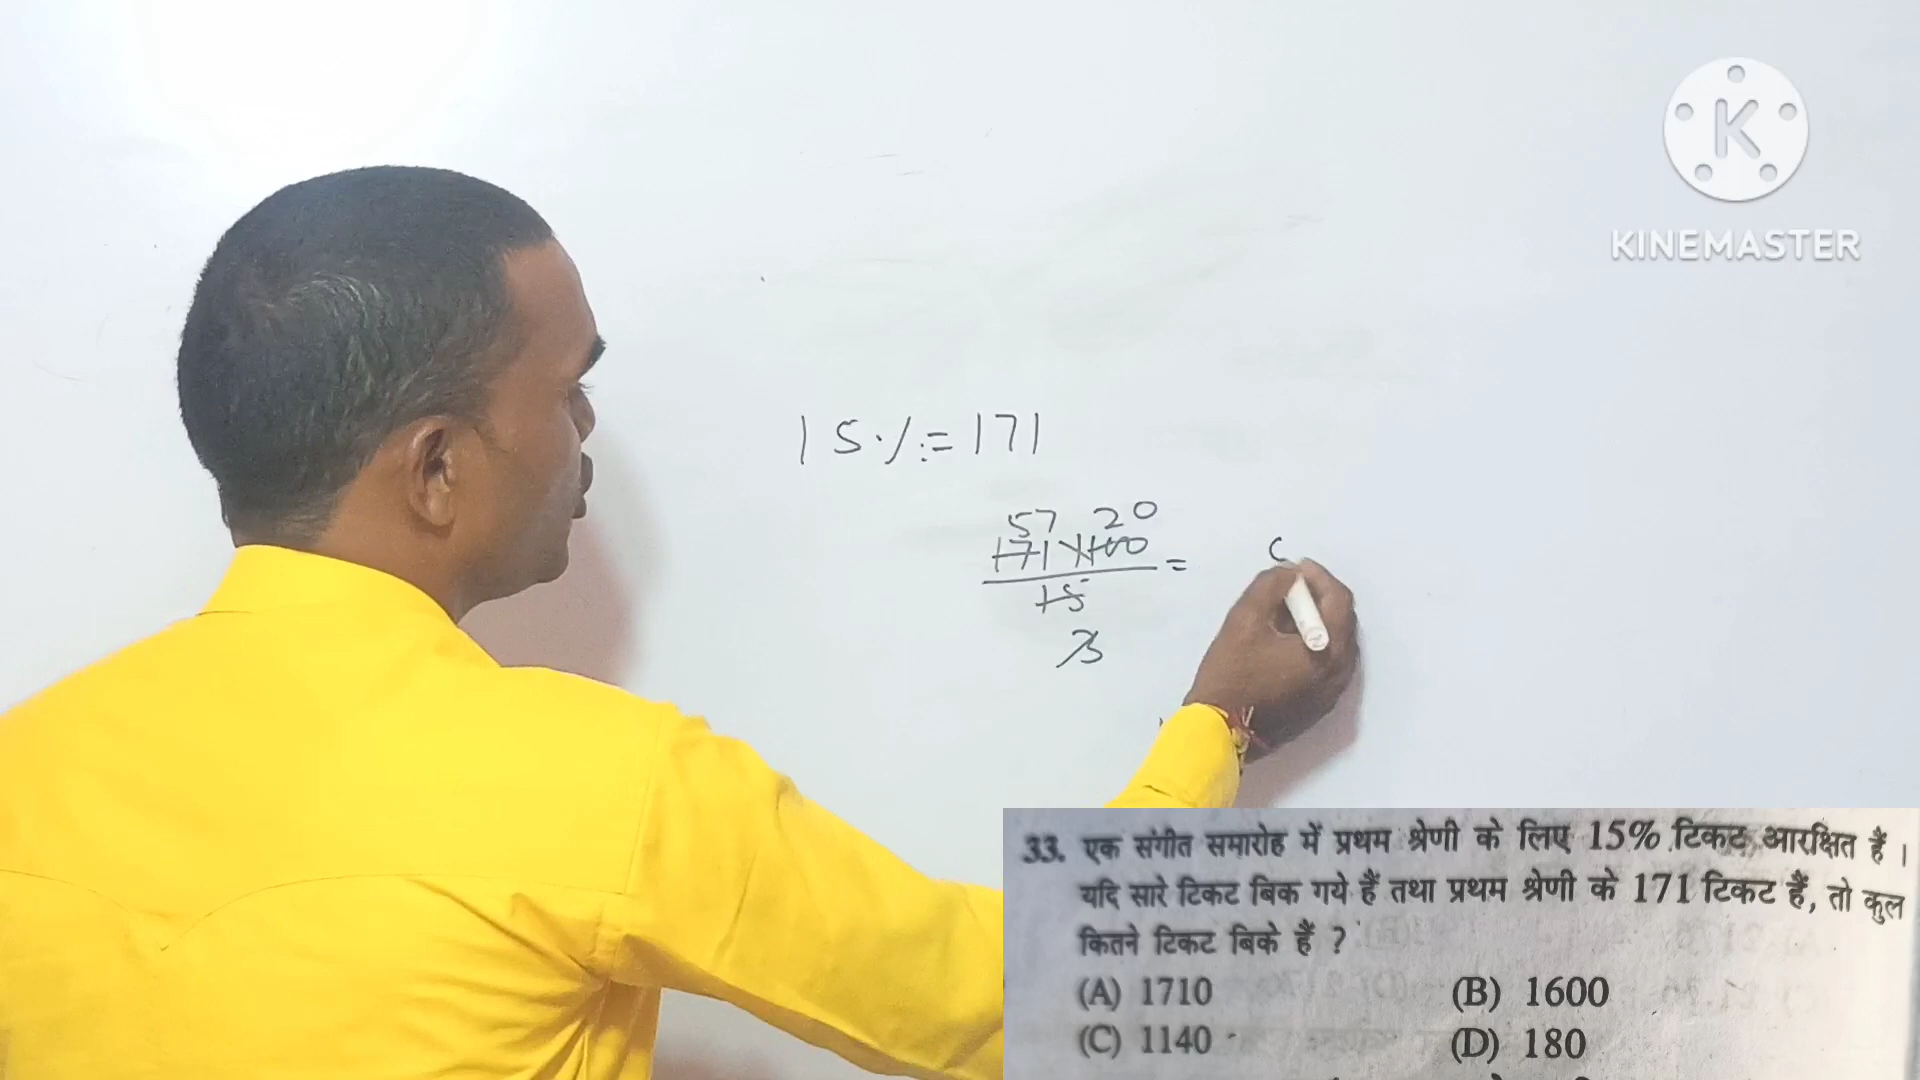 KINEMASTER
15%=171
57 20
171×100 =
15
3
33. एक संगीत समारोह में प्रथम श्रेणी के लिए 15% टिकट आरक्षित हैं ।
यदि सारे टिकट बिक गये हैं तथा प्रथम श्रेणी के 171 टिकट हैं, तो कुल
कितने टिकट बिके हैं ?
(A) 1710 (B) 1600
(C) 1140 (D) 180